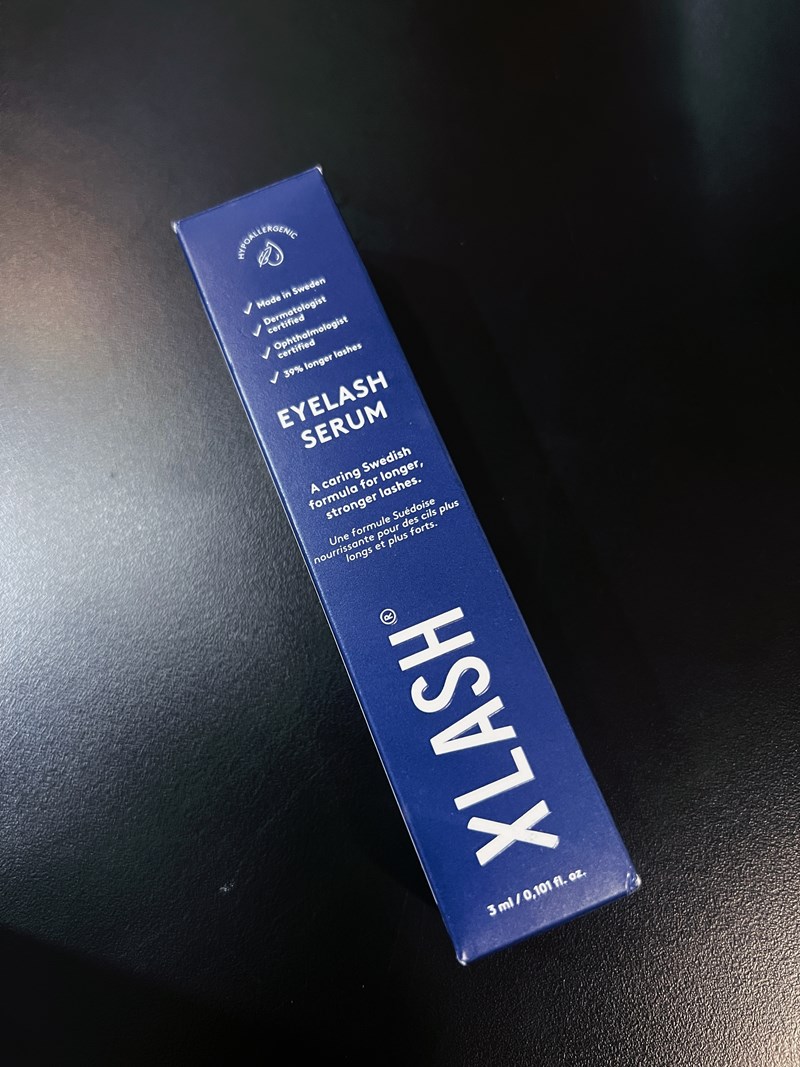 HYPOALLERGENIC
✓ Made in Sweden
✓ Dermatologist
certified
✓ Ophthalmologist
certified
✓ 39% longer lashes
EYELASH
SERUM
A caring Swedish
formula for longer,
stronger lashes.
Une formule Suédoise
nourrissante pour des cils plus
longs et plus forts.
XLASH®
3 ml / 0,101 fl. oz.